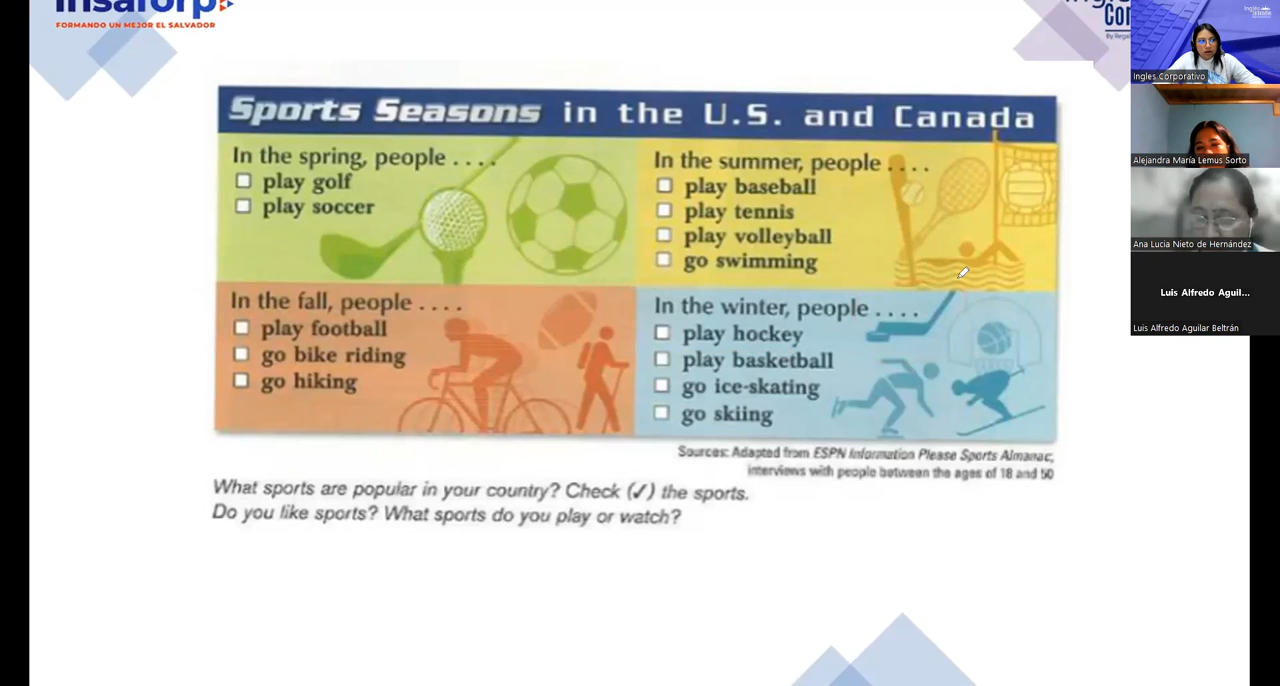 insaforp
FORMANDO UN MEJOR EL SALVADOR
Sports Seasons in the U.S. and Canada
In the spring, people . . . .
play golf
play soccer
In the summer, people . . . .
play baseball
play tennis
play volleyball
go swimming
In the fall, people . . . .
play football
go bike riding
go hiking
In the winter, people . . . .
play hockey
play basketball
go ice-skating
go skiing
Sources: Adapted from ESPN Information Please Sports Almanac,
interviews with people between the ages of 18 and 50
What sports are popular in your country? Check (✓) the sports.
Do you like sports? What sports do you play or watch?
Ingles Corporativo
Alejandra María Lemus Sorto
Ana Lucia Nieto de Hernández
Luis Alfredo Aguil...
Luis Alfredo Aguilar Beltrán